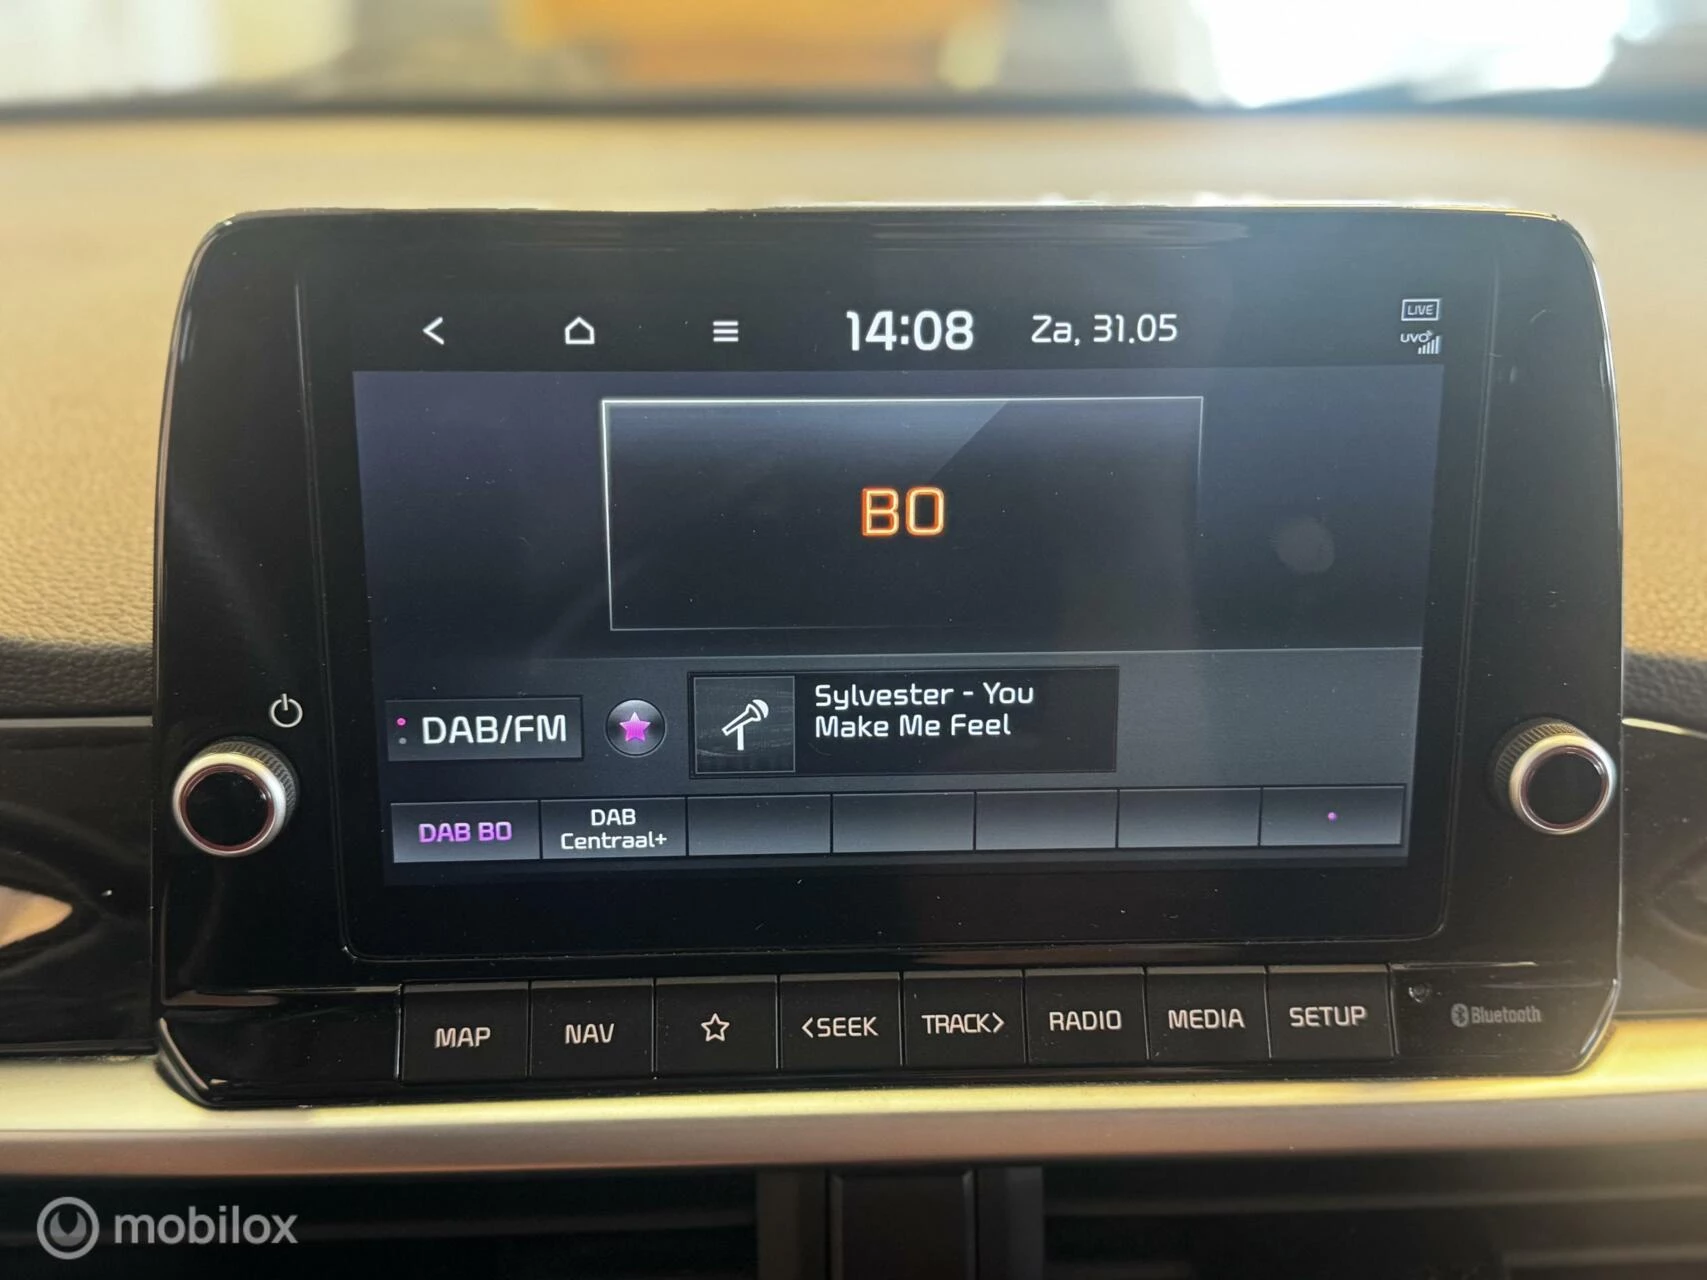 14:08
Za, 31.05
LIVE
UVO
BO
DAB/FM
Sylvester - You
Make Me Feel
DAB BO
DAB
Centraal+
MAP
NAV
<SEEK
TRACK>
RADIO
MEDIA
SETUP
Bluetooth
mobilox